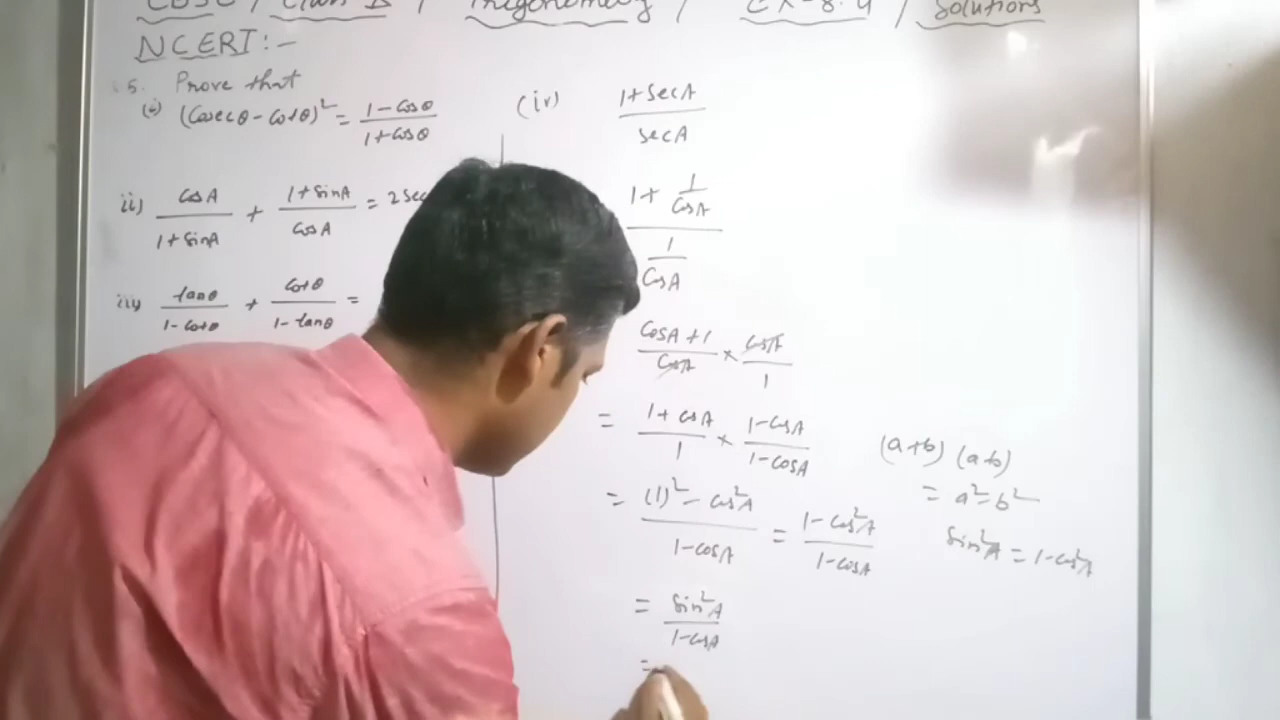 CBSE / Class X / Trigonometry / EX-8.4 / Solutions
NCERT:-
5. Prove that
(i) (Cosecθ - Cotθ)² = 1-Cosθ / 1+Cosθ
ii) CosA / 1+SinA + 1+SinA / CosA = 2Sec
iii) tanθ / 1-Cotθ + Cotθ / 1-tanθ =
(iv) 1+SecA / SecA
1+ 1/CosA / 1/CosA
CosA+1 / CosA × CosA / 1
= 1+CosA / 1 × 1-CosA / 1-CosA
= (1)² - Cos²A / 1-CosA = 1-Cos²A / 1-CosA
= Sin²A / 1-CosA
=
(a+b) (a-b)
= a²-b²
Sin²A = 1-Cos²A